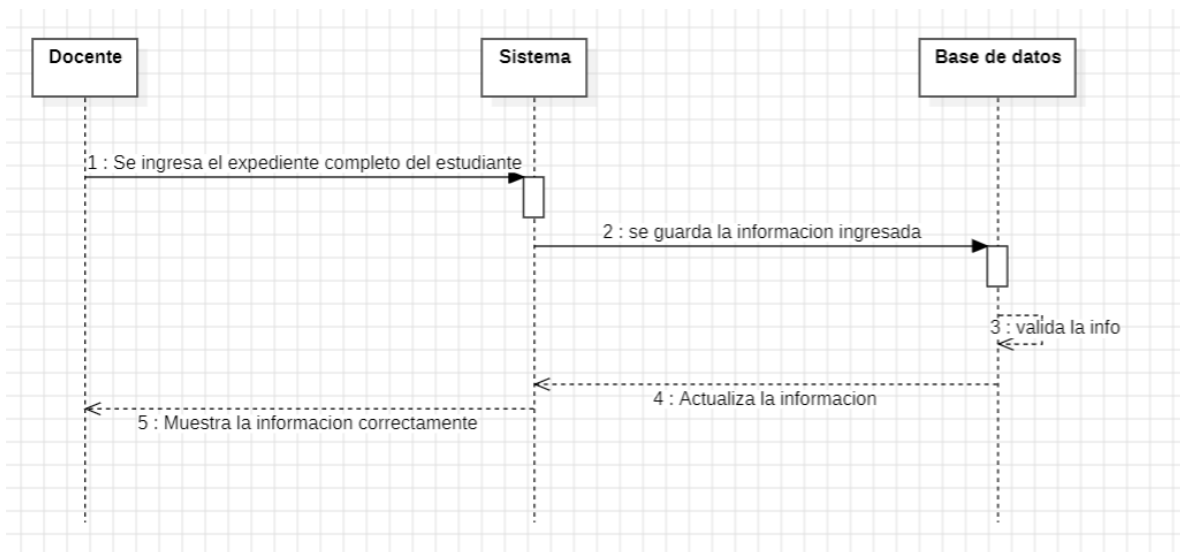 Docente
Sistema
Base de datos
1 : Se ingresa el expediente completo del estudiante
2 : se guarda la informacion ingresada
3 : valida la info
4 : Actualiza la informacion
5 : Muestra la informacion correctamente